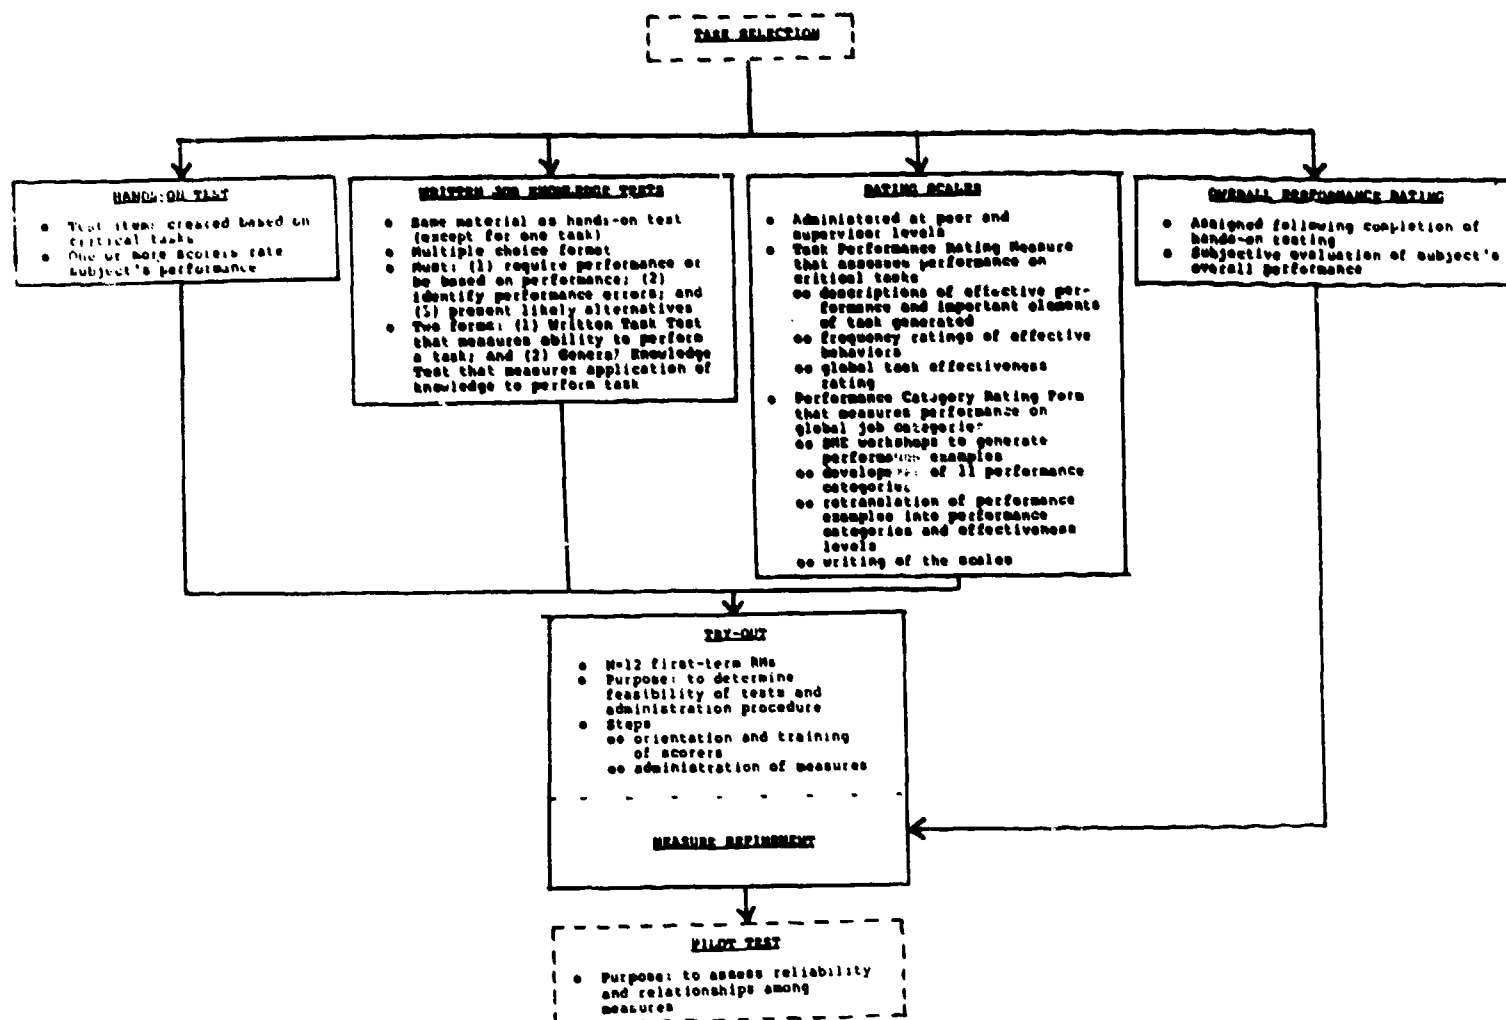 TASK SELECTION
HANDS-ON TEST
● Test items created based on
critical tasks
● One or more scorers rate
subject's performance
WRITTEN JOB KNOWLEDGE TESTS
● Same material as hands-on test
(except for one task)
● Multiple choice format
● Must: (1) require performance or
be based on performance; (2)
identify performance errors; and
(3) present likely alternatives
● Two forms: (1) Written Task Test
that measures ability to perform
a task; and (2) General Knowledge
Test that measures application of
knowledge to perform task
RATING SCALES
● Administered at peer and
supervisor levels
● Task Performance Rating Measure
that assesses performance on
critical tasks
●● descriptions of effective per-
formance and important elements
of task generated
●● frequency ratings of effective
behaviors
●● global task effectiveness
rating
● Performance Category Rating Form
that measures performance on
global job categories
●● SME workshops to generate
performance examples
●● development of 11 performance
categories
●● retranslation of performance
examples into performance
categories and effectiveness
levels
●● writing of the scales
OVERALL PERFORMANCE RATING
● Assigned following completion of
hands-on testing
● Subjective evaluation of subject's
overall performance
TRY-OUT
● N=12 first-term RMs
● Purpose: to determine
feasibility of tests and
administration procedure
● Steps
●● orientation and training
of scorers
●● administration of measures
MEASURE REFINEMENT
PILOT TEST
● Purpose: to assess reliability
and relationships among
measures